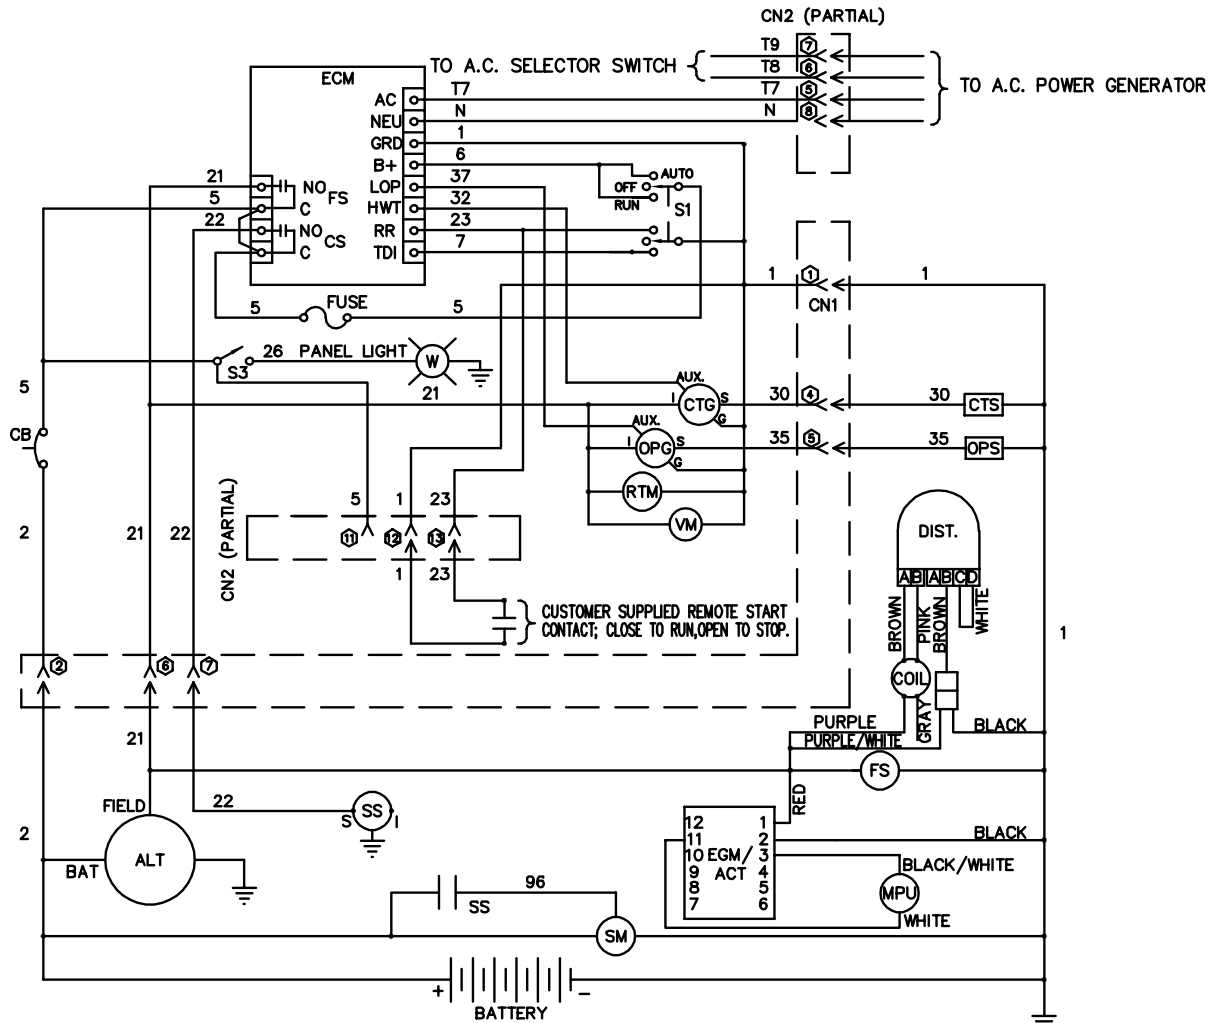 CN2 (PARTIAL)
T9 7
TO A.C. SELECTOR SWITCH
T8 6
TO A.C. POWER GENERATOR
ECM
AC T7 T7 5
NEU N N 8
GRD 1
B+ 6
AUTO
21 NO FS LOP 37 OFF
RUN
5 C HWT 32 S1
22 NO CS RR 23
C TDI 7
1 1 1
CN1
5 FUSE 5
26 PANEL LIGHT W
S3
5 21 AUX.
I CTG S 30 4 30 CTS
G
AUX.
CB I OPG S 35 5 35 OPS
G
RTM
CN2 (PARTIAL)
5 1 23
VM
2 21 22 11 12 13
DIST.
1 23
A B A B C D
CUSTOMER SUPPLIED REMOTE START
CONTACT; CLOSE TO RUN,OPEN TO STOP.
BROWN PINK BROWN WHITE
1
2 6 7
COIL
GRAY
PURPLE
BLACK
21 PURPLE/WHITE
FS
FIELD 22 S SS I
RED
2
12 1
11 2 BLACK
10 EGM/ 3
ACT
9 4
8 5
7 6
BLACK/WHITE
BAT ALT
MPU
WHITE
96
SS
SM
+ −
BATTERY